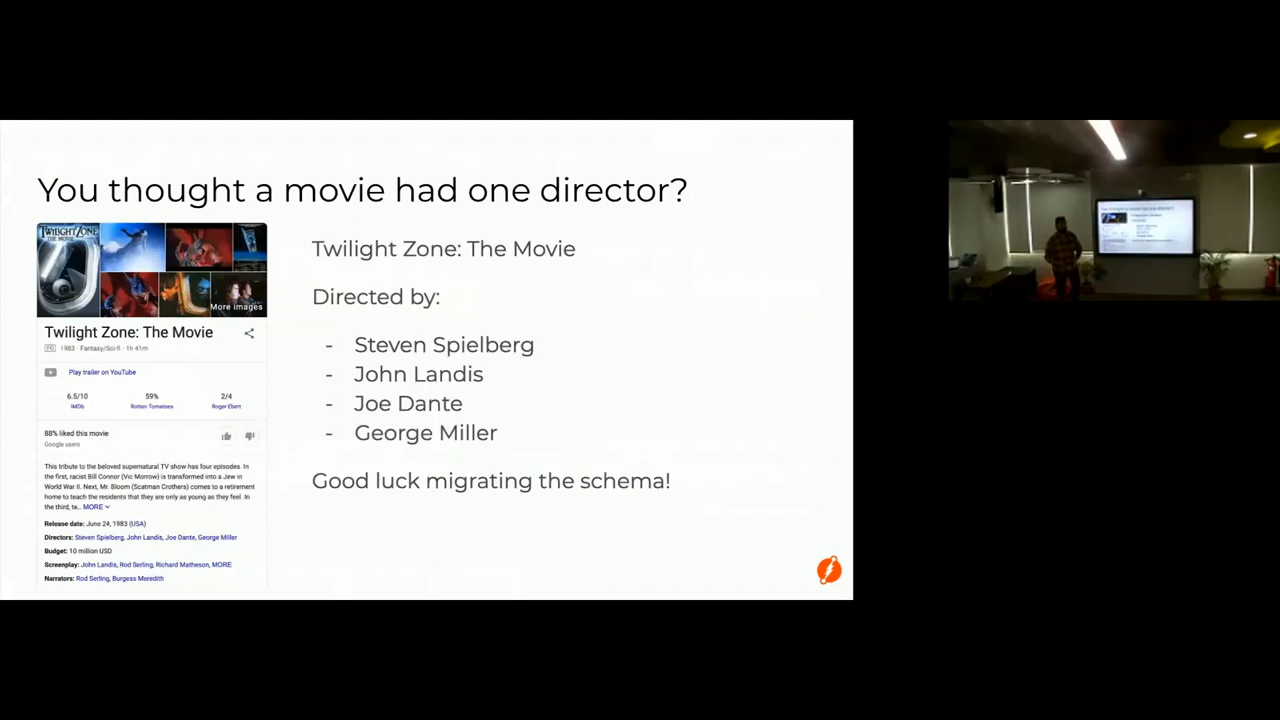 You thought a movie had one director?
TWILIGHT ZONE
THE MOVIE
More images
Twilight Zone: The Movie
PG 1983 · Fantasy/Sci-fi · 1h 41m
Play trailer on YouTube
6.5/10 59% 2/4
IMDb Rotten Tomatoes Roger Ebert
88% liked this movie
Google users
This tribute to the beloved supernatural TV show has four episodes. In
the first, racist Bill Connor (Vic Morrow) is transformed into a Jew in
World War II. Next, Mr. Bloom (Scatman Crothers) comes to a retirement
home to teach the residents that they are only as young as they feel. In
the third, te... MORE
Release date: June 24, 1983 (USA)
Directors: Steven Spielberg, John Landis, Joe Dante, George Miller
Budget: 10 million USD
Screenplay: John Landis, Rod Serling, Richard Matheson, MORE
Narrators: Rod Serling, Burgess Meredith
Twilight Zone: The Movie
Directed by:
- Steven Spielberg
- John Landis
- Joe Dante
- George Miller
Good luck migrating the schema!